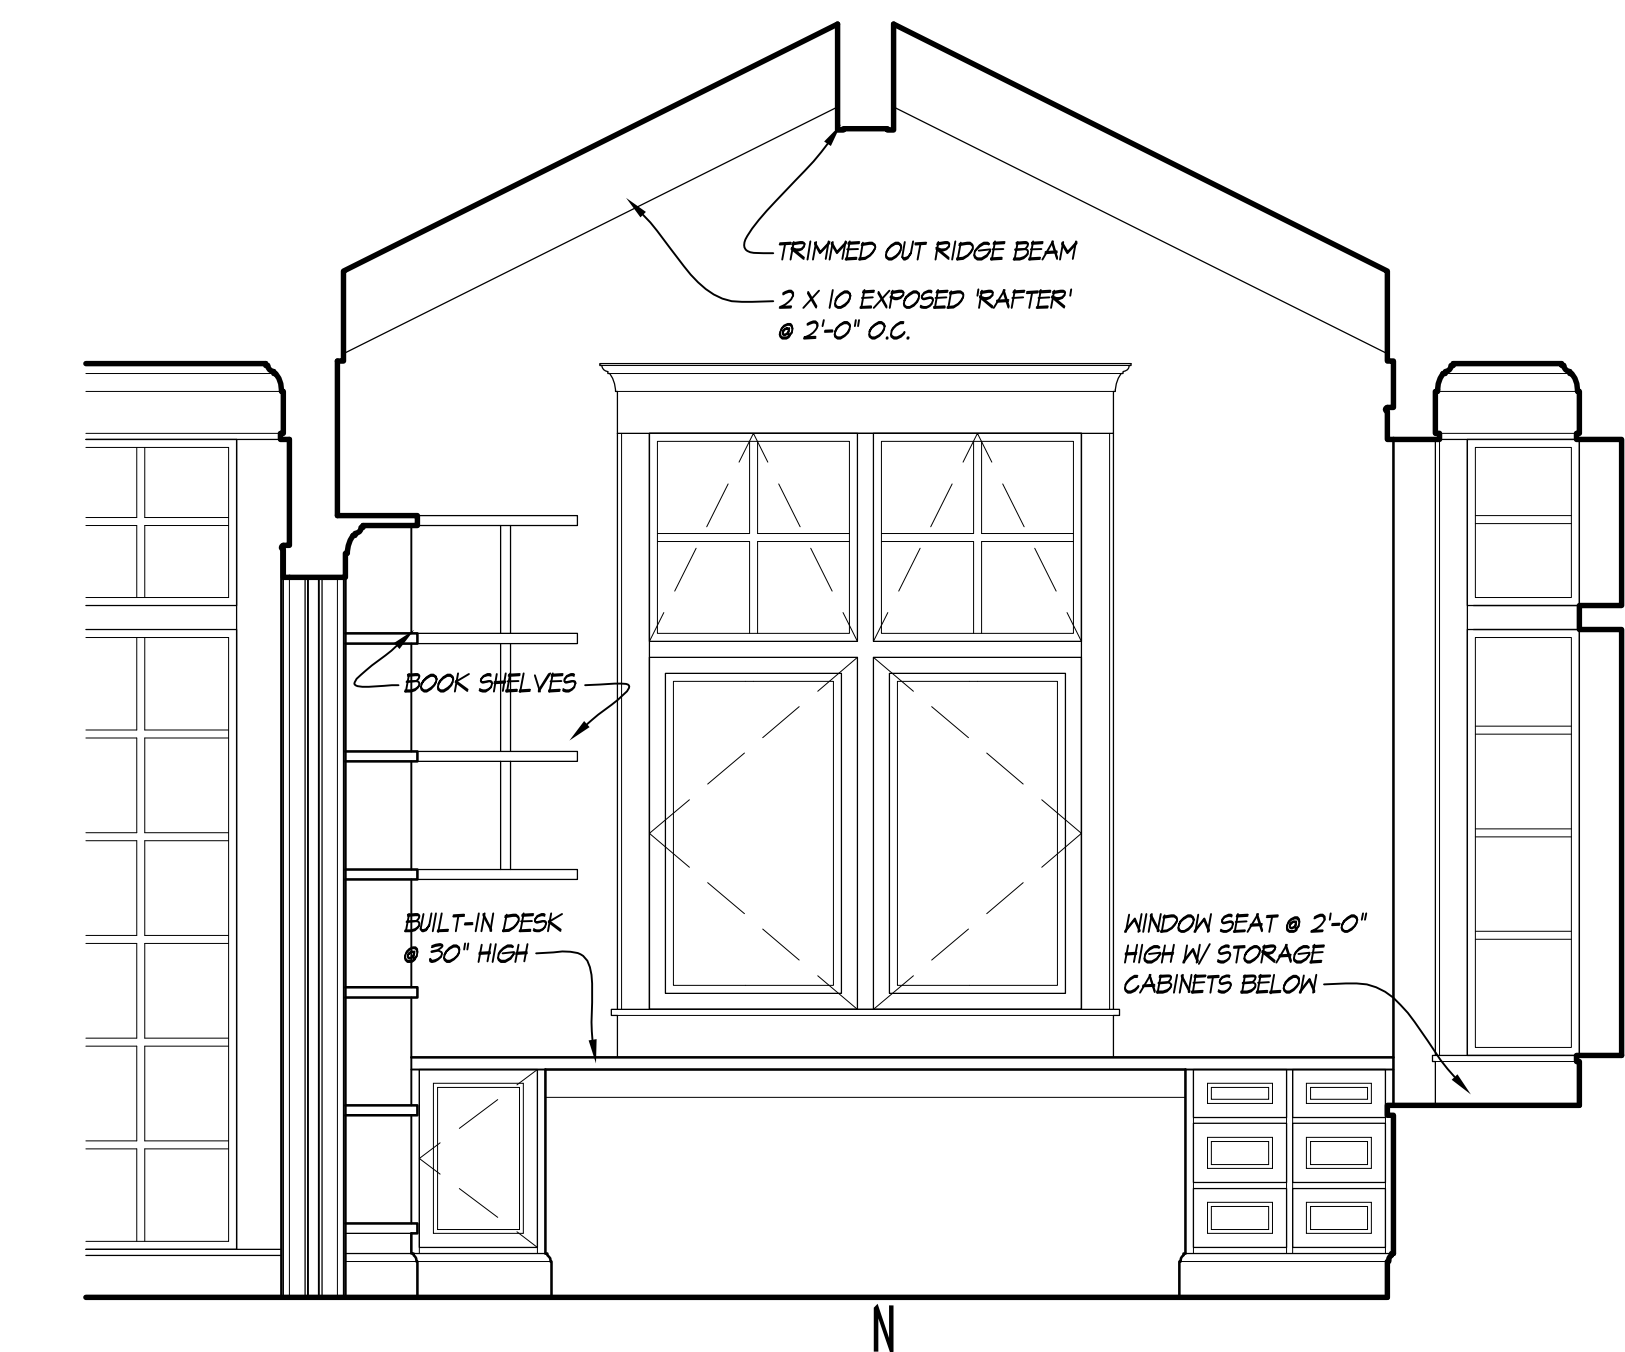 TRIMMED OUT RIDGE BEAM
2 X 10 EXPOSED 'RAFTER'
@ 2'-0" O.C.
BOOK SHELVES
BUILT-IN DESK
@ 30" HIGH
WINDOW SEAT @ 2'-0"
HIGH W/ STORAGE
CABINETS BELOW
N